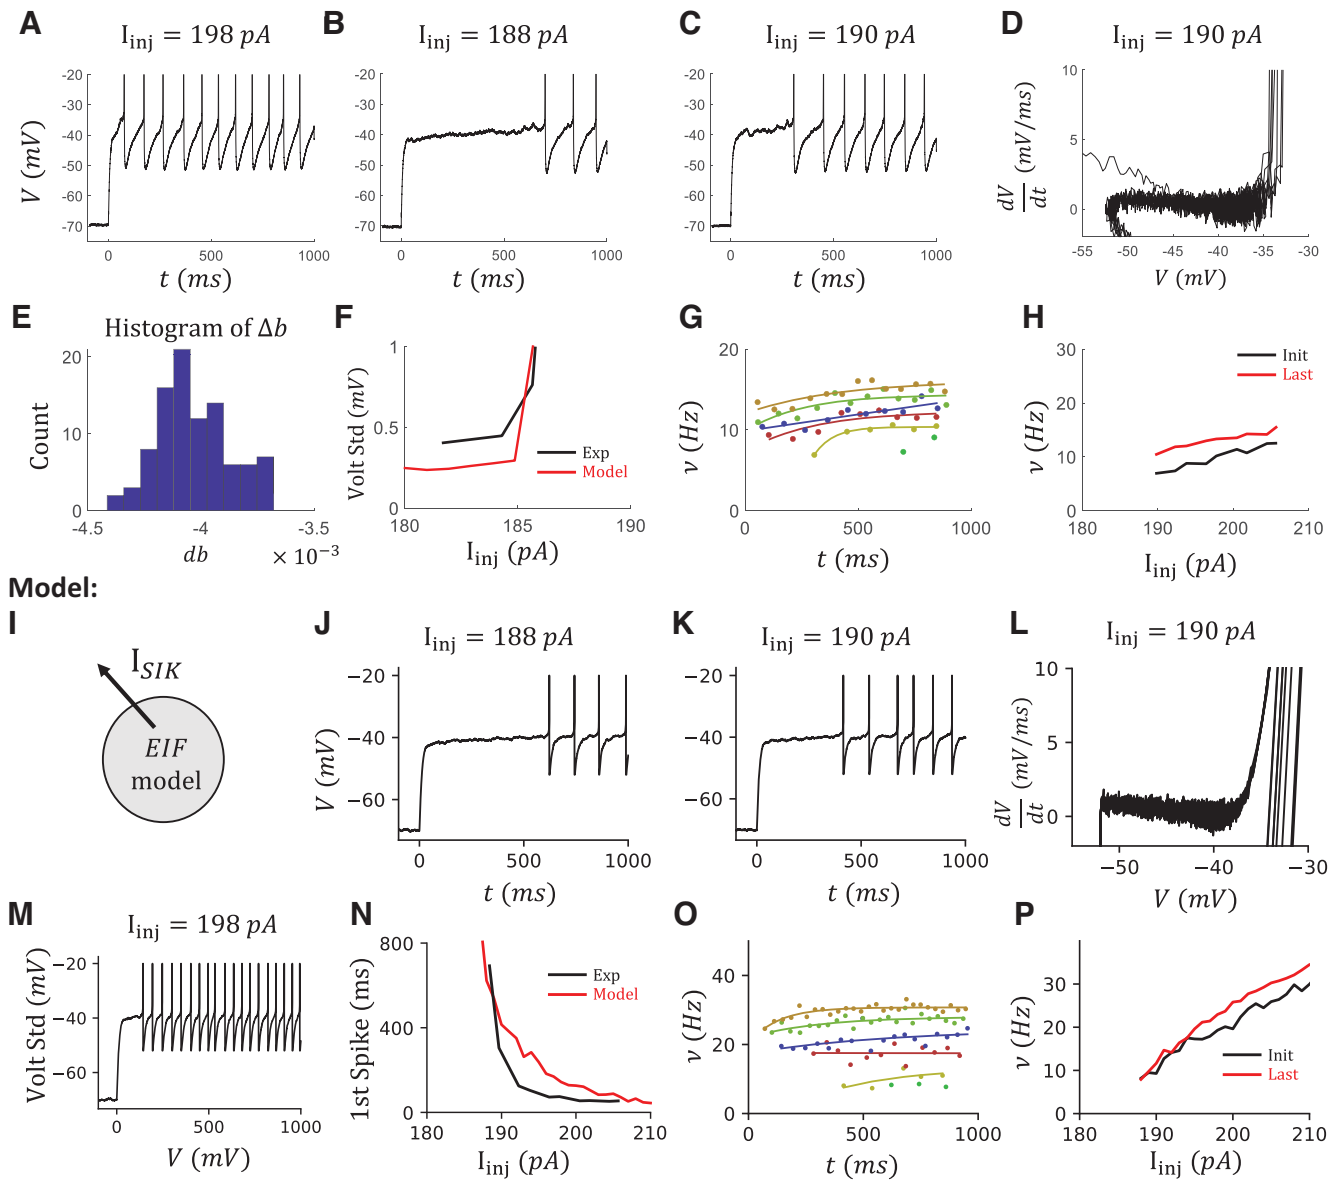 A I_inj = 198 pA
B I_inj = 188 pA
C I_inj = 190 pA
D I_inj = 190 pA
V (mV)
-20
-30
-40
-50
-60
-70
0 500 1000
t (ms)
-20
-30
-40
-50
-60
-70
0 500 1000
t (ms)
-20
-30
-40
-50
-60
-70
0 500 1000
t (ms)
dV/dt (mV/ms)
10
5
0
-55 -50 -45 -40 -35 -30
V (mV)
E Histogram of Δb
Count
20
10
0
-4.5 -4 -3.5
db × 10⁻³
F
Volt Std (mV)
1
0.5
0
Exp
Model
180 185 190
I_inj (pA)
G
ν (Hz)
20
10
0
0 500 1000
t (ms)
H
ν (Hz)
30
20
10
0
Init
Last
180 190 200 210
I_inj (pA)
Model:
I
I_SIK
EIF
model
J I_inj = 188 pA
V (mV)
−20
−40
−60
0 500 1000
t (ms)
K I_inj = 190 pA
−20
−40
−60
0 500 1000
t (ms)
L I_inj = 190 pA
dV/dt (mV/ms)
10
5
0
−50 −40 −30
V (mV)
M I_inj = 198 pA
Volt Std (mV)
−20
−40
−60
0 500 1000
V (mV)
N
1st Spike (ms)
800
400
0
Exp
Model
180 190 200 210
I_inj (pA)
O
ν (Hz)
40
20
0
0 500 1000
t (ms)
P
ν (Hz)
30
20
10
0
Init
Last
180 190 200 210
I_inj (pA)